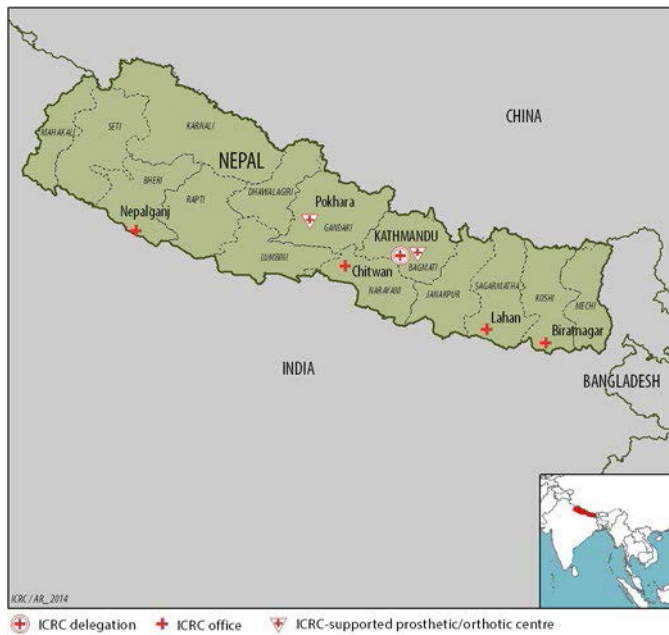 CHINA
MAHAKALI
SETI
KARNALI
NEPAL
BHERI
DHAWALAGIRI
RAPTI
Pokhara
Nepalganj
GANDAKI
KATHMANDU
LUMBINI
Chitwan
BAGMATI
NARAYANI
JANAKPUR
SAGARMATHA
KOSHI
MECHI
Lahan
Biratnagar
INDIA
BANGLADESH
ICRC / AR_2014
ICRC delegation ICRC office ICRC-supported prosthetic/orthotic centre